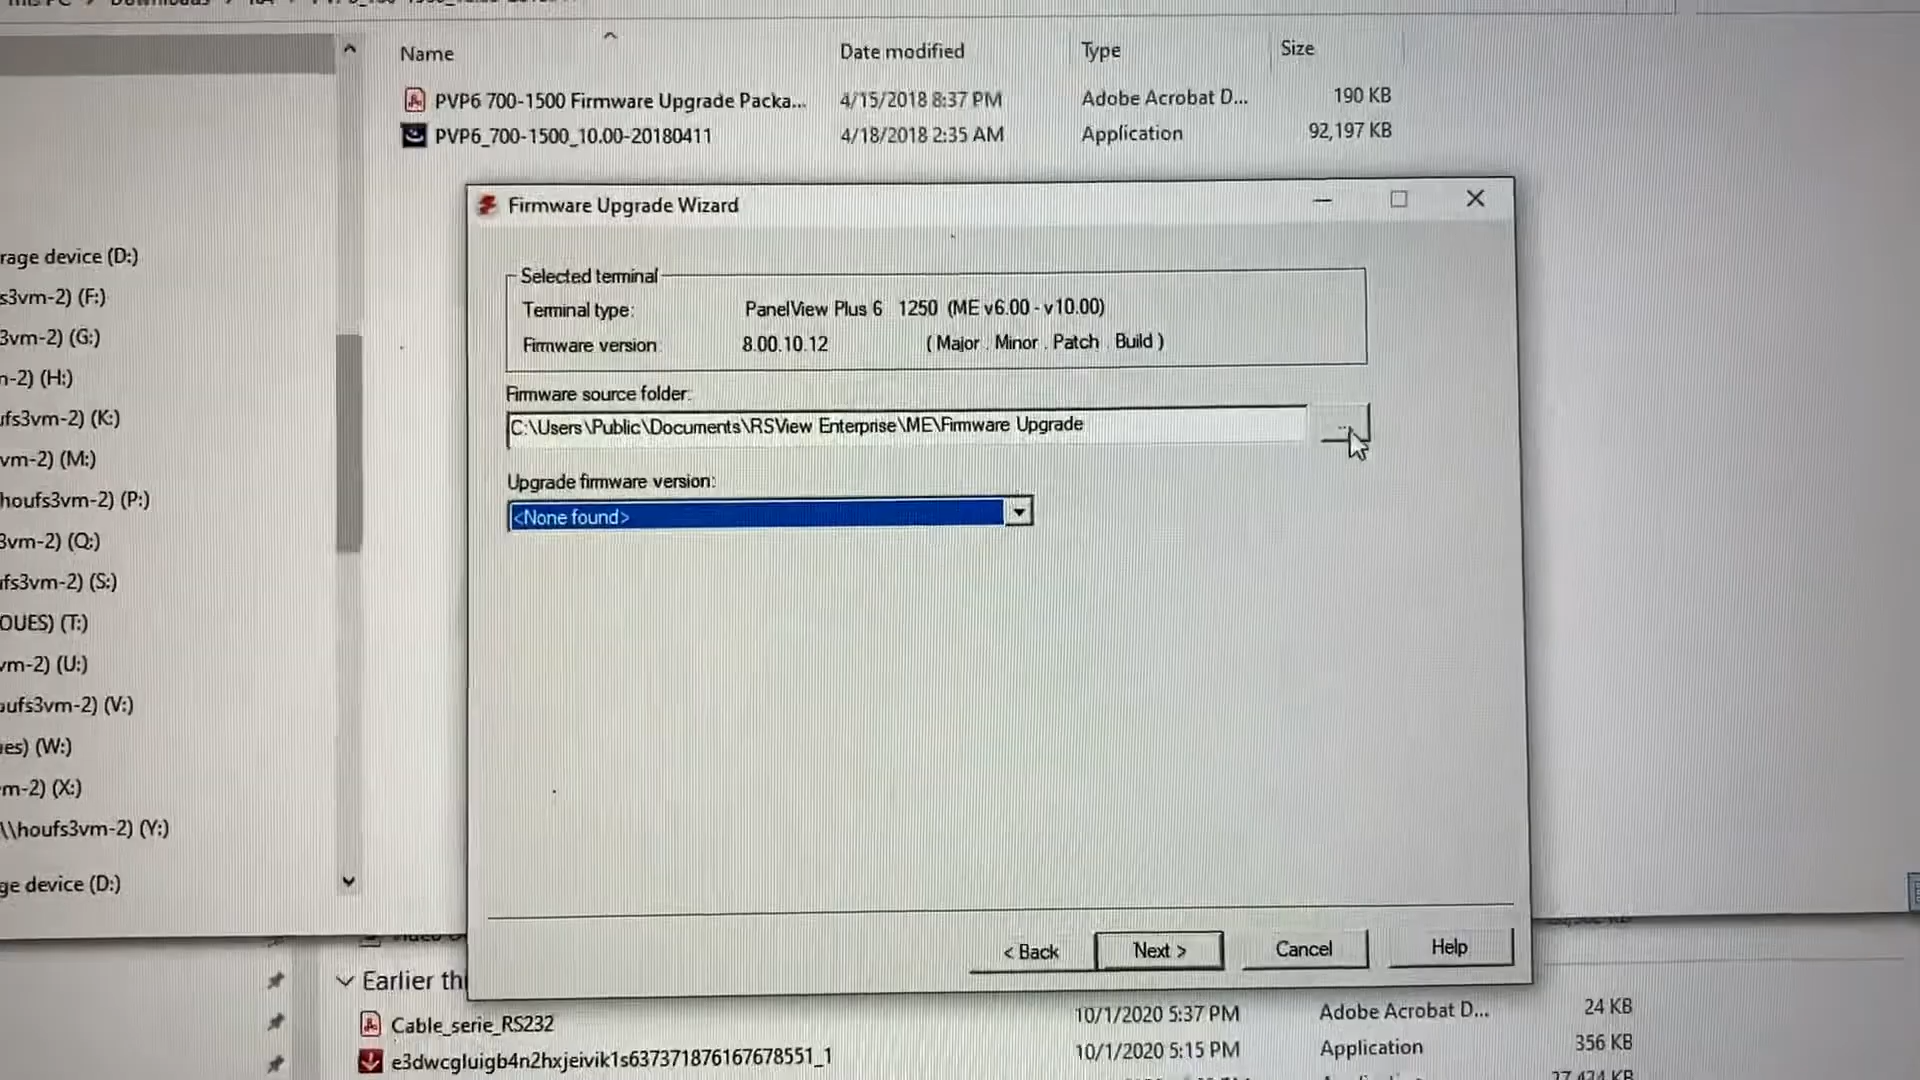 Name
Date modified
Type
Size
PVP6 700-1500 Firmware Upgrade Packa...
4/15/2018 8:37 PM
Adobe Acrobat D...
190 KB
PVP6_700-1500_10.00-20180411
4/18/2018 2:35 AM
Application
92,197 KB
rage device (D:)
s3vm-2) (F:)
3vm-2) (G:)
n-2) (H:)
ufs3vm-2) (K:)
vm-2) (M:)
houfs3vm-2) (P:)
3vm-2) (Q:)
ufs3vm-2) (S:)
OUES) (T:)
vm-2) (U:)
oufs3vm-2) (V:)
ues) (W:)
m-2) (X:)
\\houfs3vm-2) (Y:)
ge device (D:)
Firmware Upgrade Wizard
Selected terminal
Terminal type: PanelView Plus 6 1250 (ME v6.00 - v10.00)
Firmware version: 8.00.10.12 ( Major . Minor . Patch . Build )
Firmware source folder:
C:\Users\Public\Documents\RSView Enterprise\ME\Firmware Upgrade
...
Upgrade firmware version:
<None found>
< Back
Next >
Cancel
Help
Earlier th
Cable_serie_RS232
10/1/2020 5:37 PM
Adobe Acrobat D...
24 KB
e3dwcgluigb4n2hxjeivik1s637371876167678551_1
10/1/2020 5:15 PM
Application
356 KB